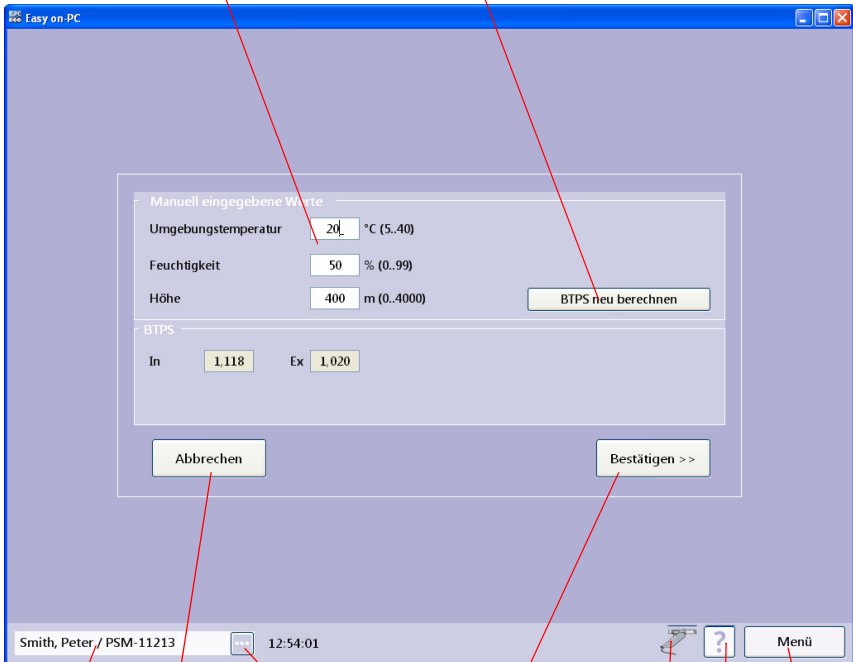 Easy on-PC
Manuell eingegebene Werte
Umgebungstemperatur 20 °C (5..40)
Feuchtigkeit 50 % (0..99)
Höhe 400 m (0..4000) BTPS neu berechnen
BTPS
In 1,118 Ex 1,020
Abbrechen Bestätigen >>
Smith, Peter / PSM-11213 ... 12:54:01 ? Menü